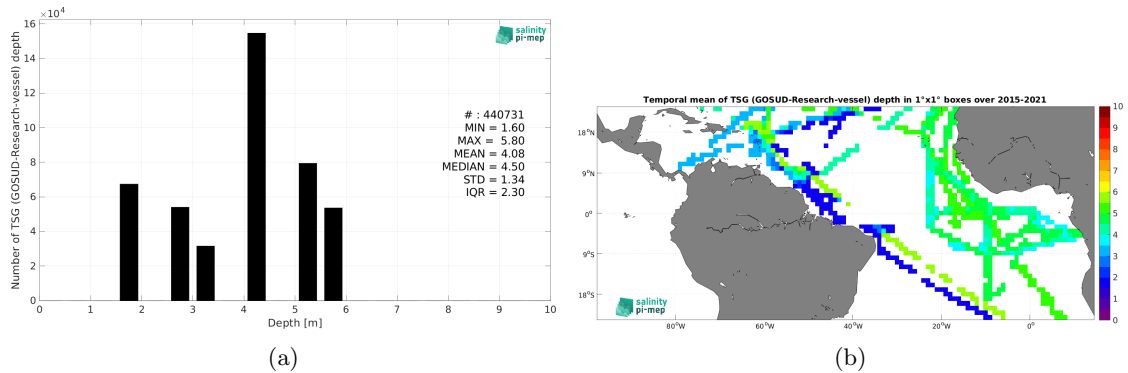 ×10⁴
16
14
12
10
8
6
4
2
0
Number of TSG (GOSUD-Research-vessel) depth
0 1 2 3 4 5 6 7 8 9 10
Depth [m]
salinity
pi-mep
# : 440731
MIN = 1.60
MAX = 5.80
MEAN = 4.08
MEDIAN = 4.50
STD = 1.34
IQR = 2.30
(a)
Temporal mean of TSG (GOSUD-Research-vessel) depth in 1°x1° boxes over 2015-2021
18°N
9°N
0°
9°S
18°S
80°W 60°W 40°W 20°W 0°
salinity
pi-mep
10
9
8
7
6
5
4
3
2
1
0
(b)